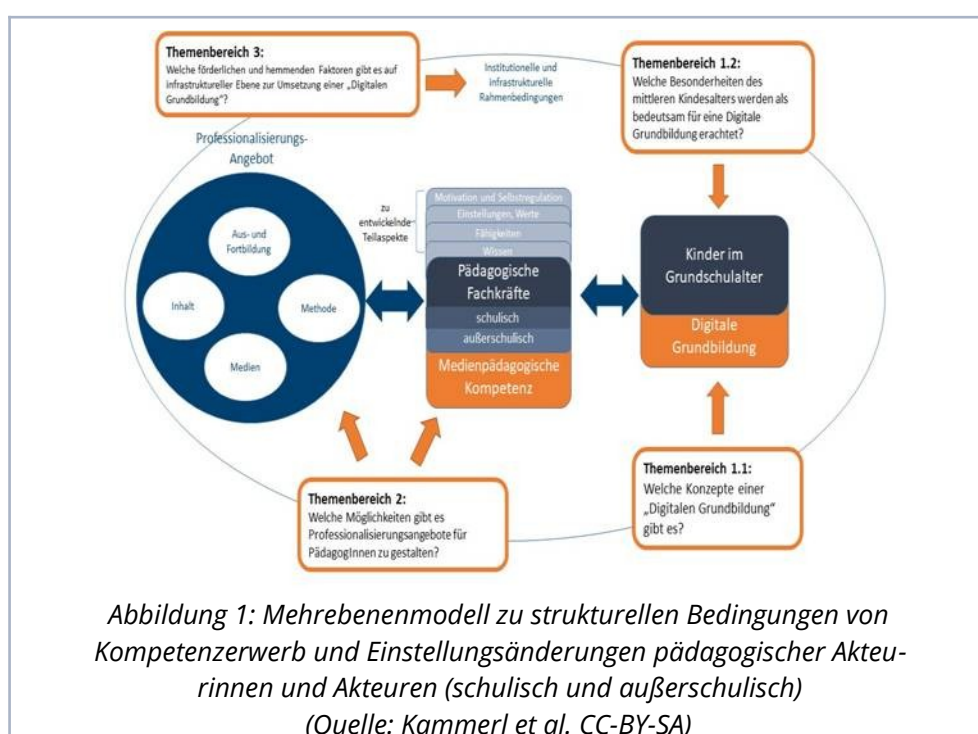 Themenbereich 3:
Welche förderlichen und hemmenden Faktoren gibt es auf
infrastruktureller Ebene zur Umsetzung einer „Digitalen
Grundbildung"?
Institutionelle und
infrastrukturelle
Rahmenbedingungen
Themenbereich 1.2:
Welche Besonderheiten des
mittleren Kindesalters werden als
bedeutsam für eine Digitale
Grundbildung erachtet?
Professionalisierungs-
Angebot
Aus- und
Fortbildung
Inhalt
Methode
Medien
zu
entwickelnde
Teilaspekte
Motivation und Selbstregulation
Einstellungen, Werte
Fähigkeiten
Wissen
Pädagogische
Fachkräfte
schulisch
außerschulisch
Medienpädagogische
Kompetenz
Kinder im
Grundschulalter
Digitale
Grundbildung
Themenbereich 2:
Welche Möglichkeiten gibt es
Professionalisierungsangebote für
PädagogInnen zu gestalten?
Themenbereich 1.1:
Welche Konzepte einer
„Digitalen Grundbildung"
gibt es?
Abbildung 1: Mehrebenenmodell zu strukturellen Bedingungen von
Kompetenzerwerb und Einstellungsänderungen pädagogischer Akteu-
rinnen und Akteuren (schulisch und außerschulisch)
(Quelle: Kammerl et al. CC-BY-SA)